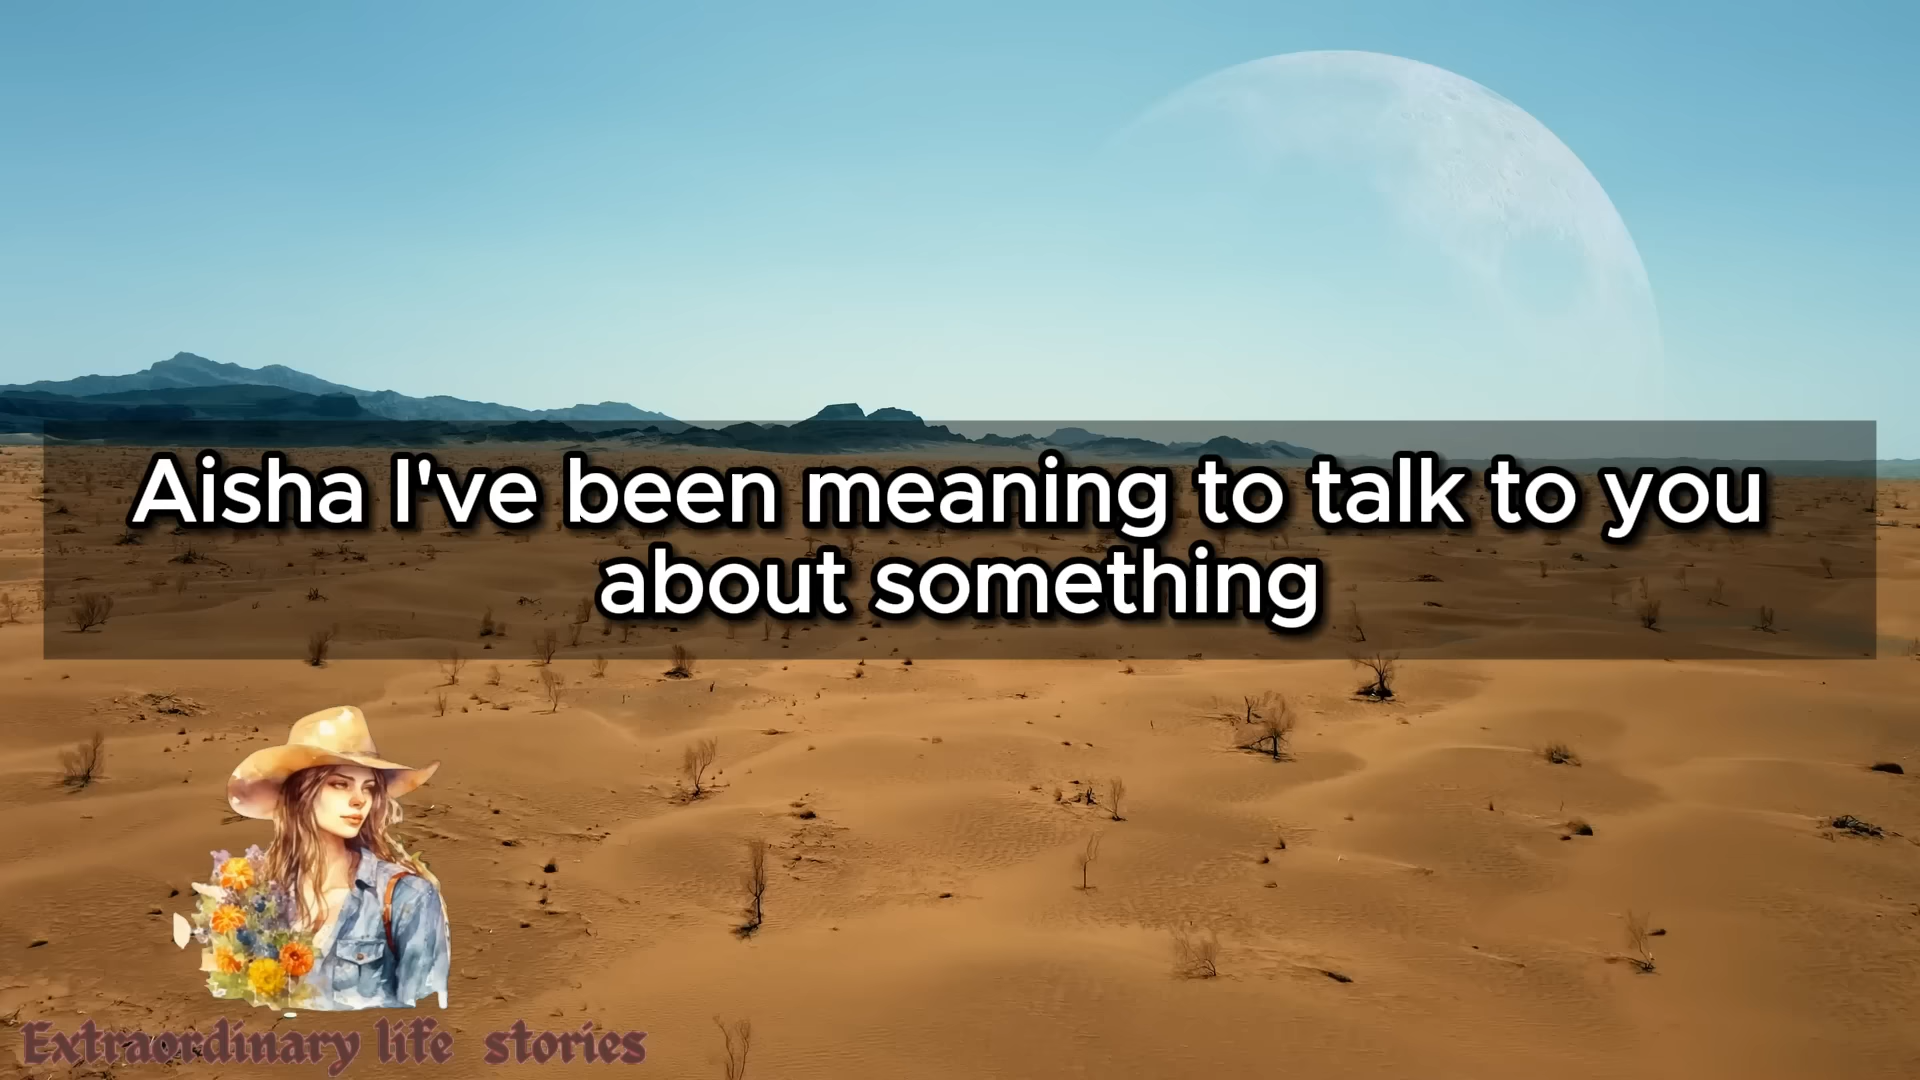 Aisha I've been meaning to talk to you
about something
Extraordinary life stories